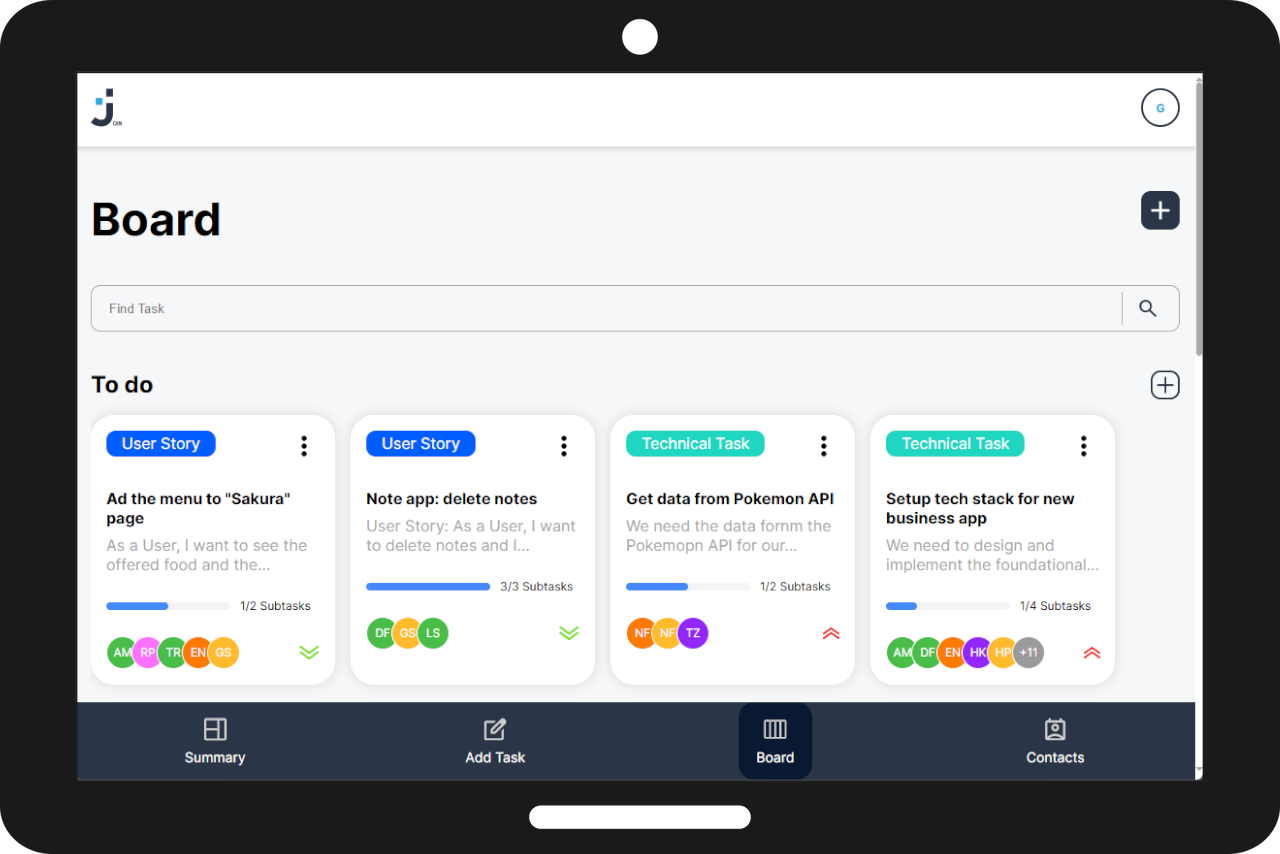 OIN
G
Board
Find Task
To do
User Story
Ad the menu to "Sakura"
page
As a User, I want to see the
offered food and the...
1/2 Subtasks
AM RP TR EN GS
User Story
Note app: delete notes
User Story: As a User, I want
to delete notes and I...
3/3 Subtasks
DF GS LS
Technical Task
Get data from Pokemon API
We need the data fornm the
Pokemopn API for our...
1/2 Subtasks
NF NF TZ
Technical Task
Setup tech stack for new
business app
We need to design and
implement the foundational...
1/4 Subtasks
AM DF EN HK HP +11
Summary
Add Task
Board
Contacts